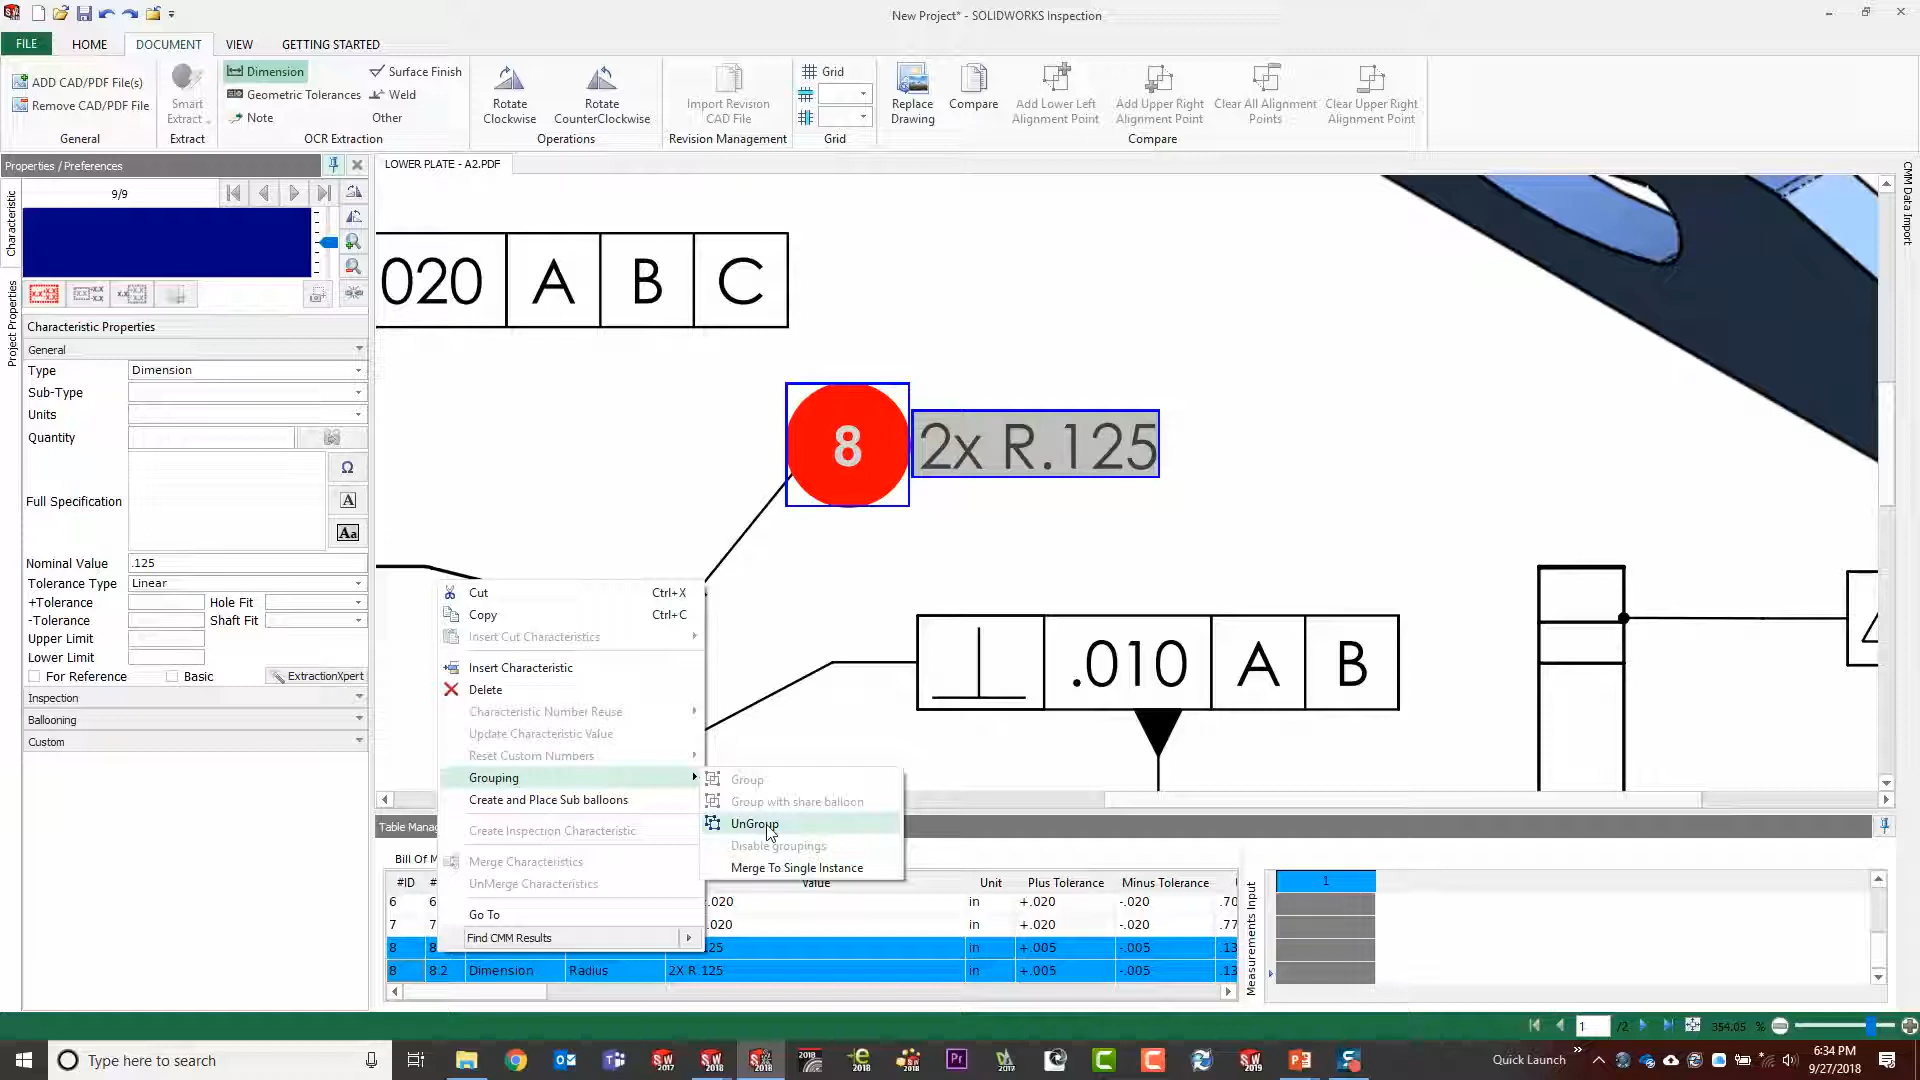 New Project* - SOLIDWORKS Inspection
FILE HOME DOCUMENT VIEW GETTING STARTED
ADD CAD/PDF File(s)
Remove CAD/PDF File
General
Smart
Extract
Extract
Dimension
Geometric Tolerances
Note
Surface Finish
Weld
Other
OCR Extraction
Rotate
Clockwise
Rotate
CounterClockwise
Operations
Import Revision
CAD File
Revision Management
Grid
Grid
Replace
Drawing
Compare
Add Lower Left
Alignment Point
Add Upper Right
Alignment Point
Clear All Alignment
Points
Clear Upper Right
Alignment Point
Compare
Properties / Preferences
LOWER PLATE - A2.PDF
Characteristic
Project Properties
9/9
Characteristic Properties
General
Type Dimension
Sub-Type
Units
Quantity
Full Specification
Ω
A
Aa
Nominal Value .125
Tolerance Type Linear
+Tolerance Hole Fit
-Tolerance Shaft Fit
Upper Limit
Lower Limit
For Reference Basic ExtractionXpert
Inspection
Ballooning
Custom
020 A B C
8 2x R.125
.010 A B
CMM Data Import
Cut Ctrl+X
Copy Ctrl+C
Insert Cut Characteristics
Insert Characteristic
Delete
Characteristic Number Reuse
Update Characteristic Value
Reset Custom Numbers
Grouping
Create and Place Sub balloons
Create Inspection Characteristic
Merge Characteristics
UnMerge Characteristics
Go To
Find CMM Results
Group
Group with share balloon
UnGroup
Disable groupings
Merge To Single Instance
Table Manag
Bill Of M
#ID # Value Unit Plus Tolerance Minus Tolerance
6 6 .020 in +.020 -.020 .70
7 7 .020 in +.020 -.020 .77
8 8 25 in +.005 -.005 .13
8 8.2 Dimension Radius 2X R.125 in +.005 -.005 .13
Measurements Input
1
1 /2 354.05 %
Type here to search
Quick Launch
6:34 PM
9/27/2018